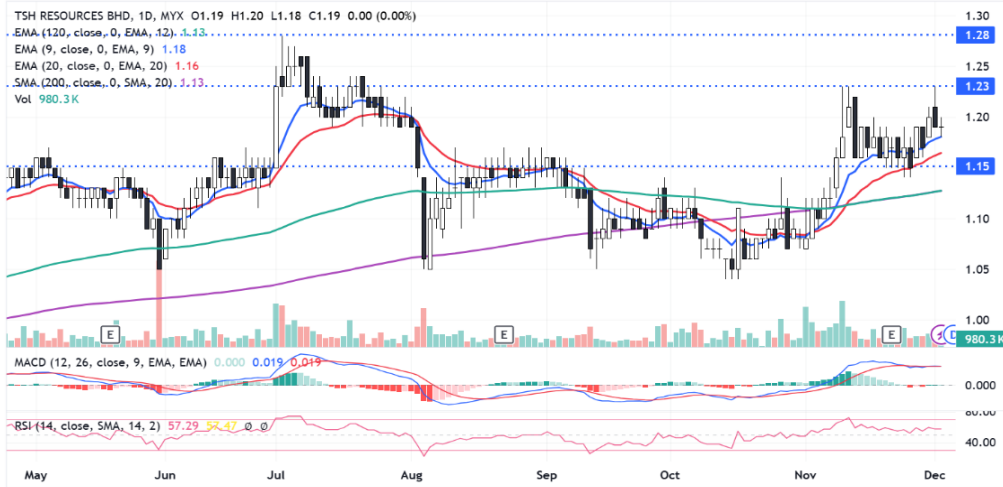 TSH RESOURCES BHD, 1D, MYX O1.19 H1.20 L1.18 C1.19 0.00 (0.00%)
EMA (120, close, 0, EMA, 12) 1.13
EMA (9, close, 0, EMA, 9) 1.18
EMA (20, close, 0, EMA, 20) 1.16
SMA (200, close, 0, SMA, 20) 1.13
Vol 980.3 K
1.30
1.28
1.25
1.23
1.20
1.15
1.10
1.05
1.00
E
E
E
D
980.3 K
MACD (12, 26, close, 9, EMA, EMA) 0.000 0.019 0.019
0.000
RSI (14, close, SMA, 14, 2) 57.29 57.47 ø ø
80.00
40.00
May Jun Jul Aug Sep Oct Nov Dec